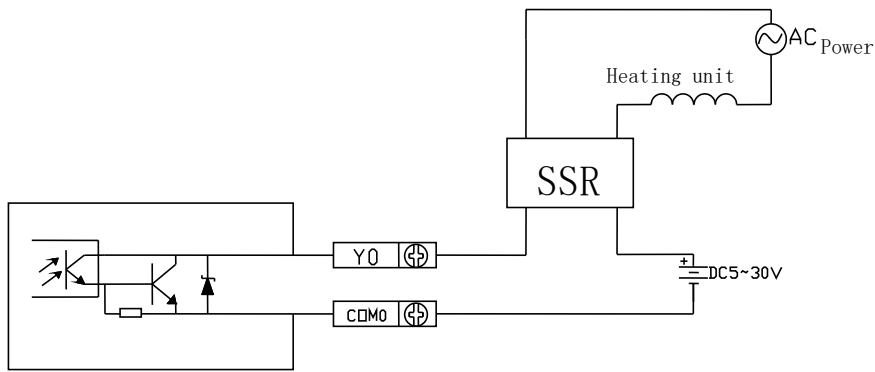 AC Power
Heating unit
SSR
Y0
COM0
DC5~30V